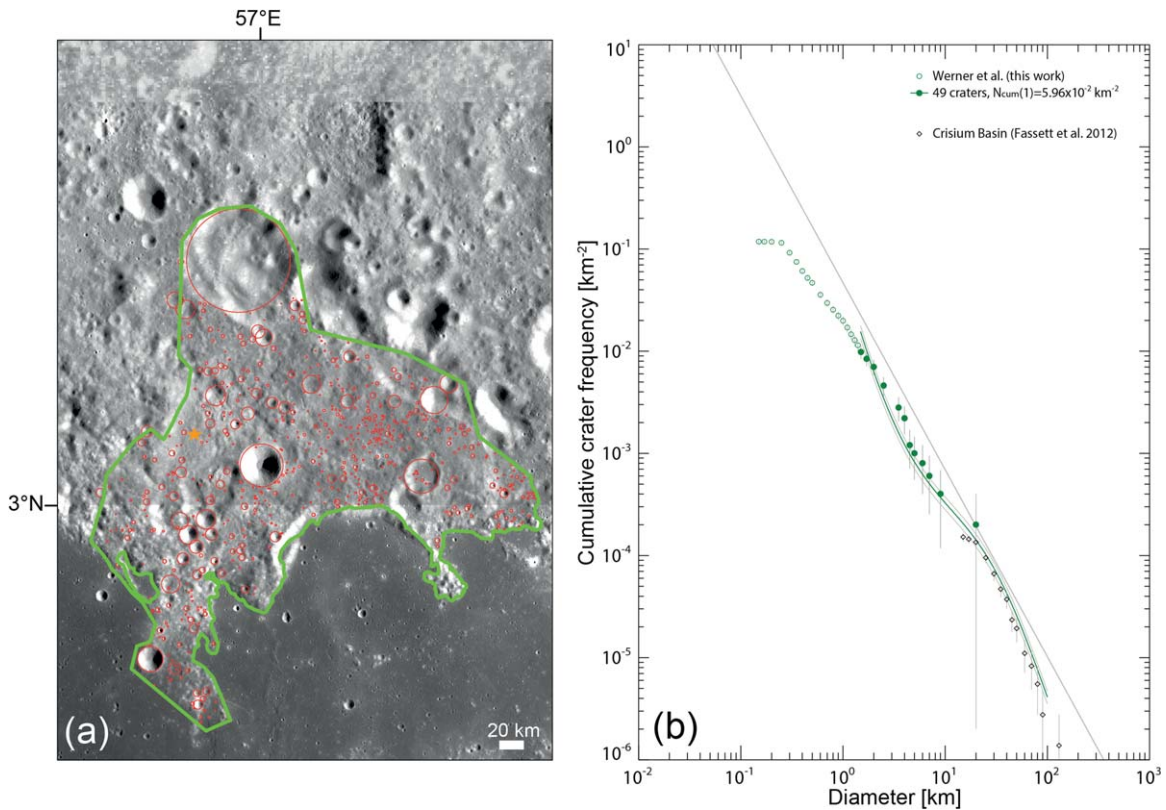 57°E
3°N
(a)
20 km
Cumulative crater frequency [km⁻²]
10¹
10⁰
10⁻¹
10⁻²
10⁻³
10⁻⁴
10⁻⁵
10⁻⁶
Werner et al. (this work)
49 craters, Ncum(1)=5.96x10⁻² km⁻²
Crisium Basin (Fassett et al. 2012)
(b)
10⁻² 10⁻¹ 10⁰ 10¹ 10² 10³
Diameter [km]